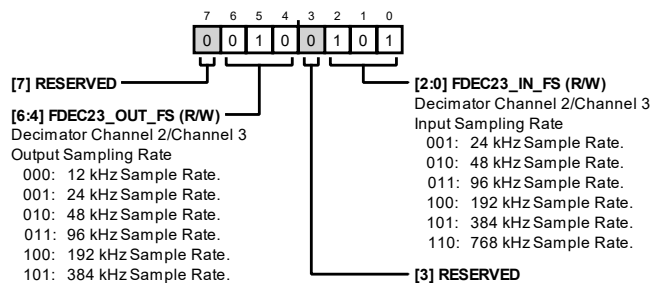 7 6 5 4 3 2 1 0
0 0 1 0 0 1 0 1
[7] RESERVED
[6:4] FDEC23_OUT_FS (R/W)
Decimator Channel 2/Channel 3
Output Sampling Rate
000: 12 kHz Sample Rate.
001: 24 kHz Sample Rate.
010: 48 kHz Sample Rate.
011: 96 kHz Sample Rate.
100: 192 kHz Sample Rate.
101: 384 kHz Sample Rate.
[2:0] FDEC23_IN_FS (R/W)
Decimator Channel 2/Channel 3
Input Sampling Rate
001: 24 kHz Sample Rate.
010: 48 kHz Sample Rate.
011: 96 kHz Sample Rate.
100: 192 kHz Sample Rate.
101: 384 kHz Sample Rate.
110: 768 kHz Sample Rate.
[3] RESERVED